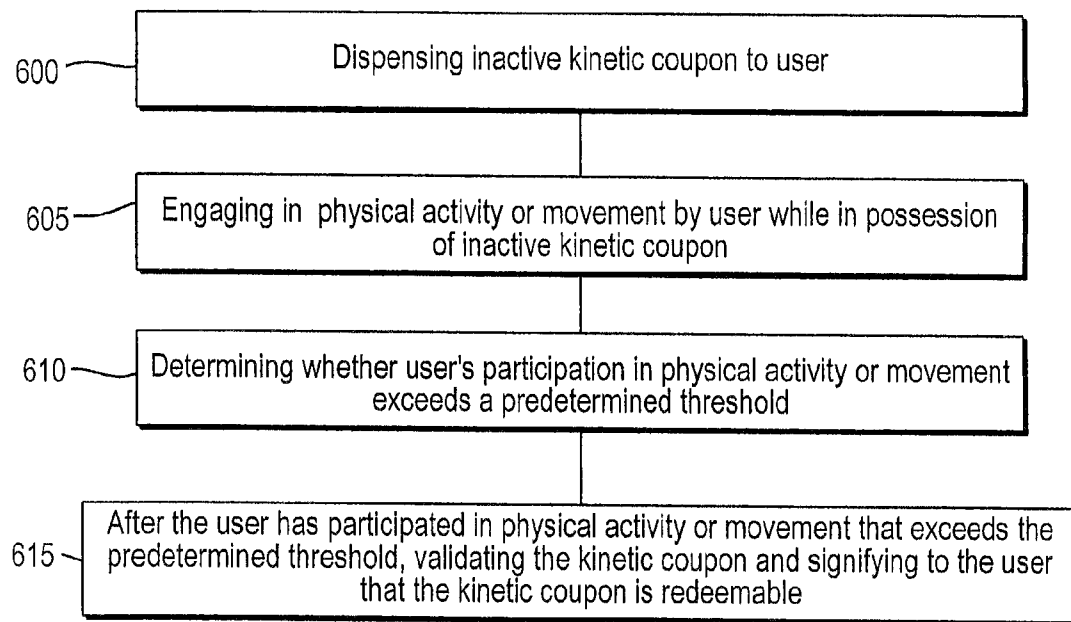 600
Dispensing inactive kinetic coupon to user
605
Engaging in physical activity or movement by user while in possession
of inactive kinetic coupon
610
Determining whether user's participation in physical activity or movement
exceeds a predetermined threshold
615
After the user has participated in physical activity or movement that exceeds the
predetermined threshold, validating the kinetic coupon and signifying to the user
that the kinetic coupon is redeemable